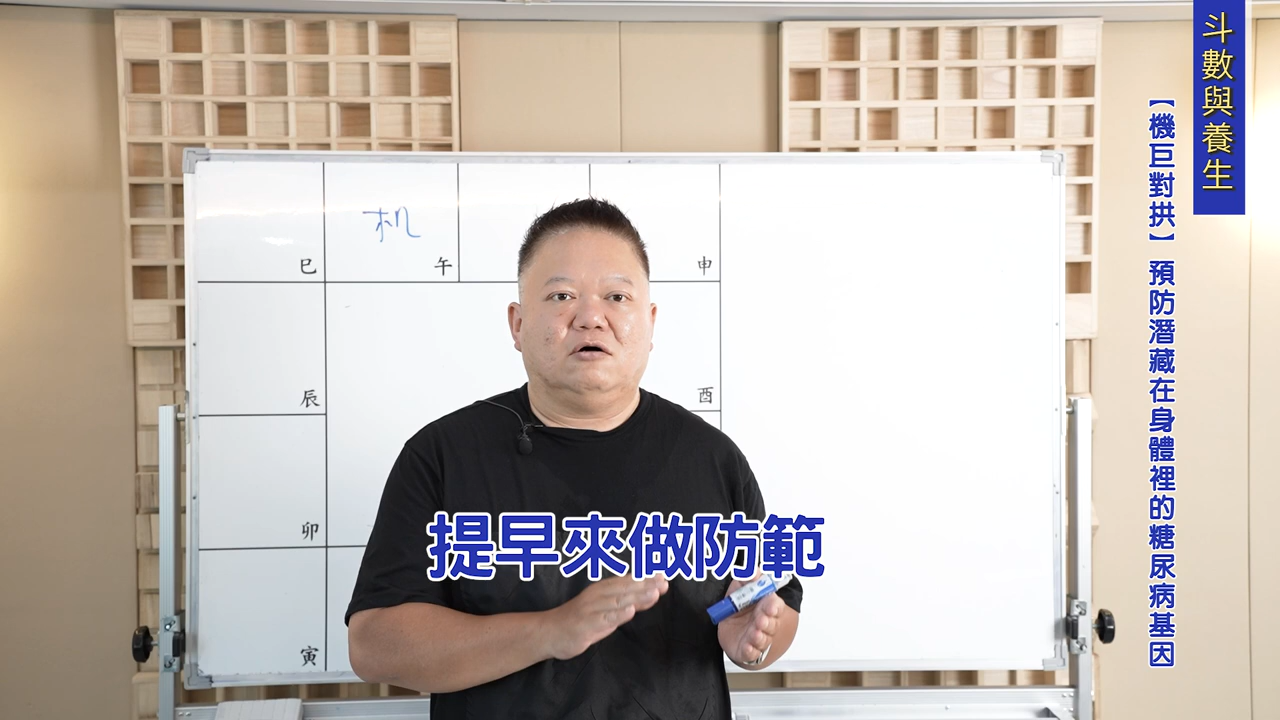 斗數與養生
【機巨對拱】預防潛藏在身體裡的糖尿病基因
机
巳
午
申
辰
酉
卯
寅
提早來做防範